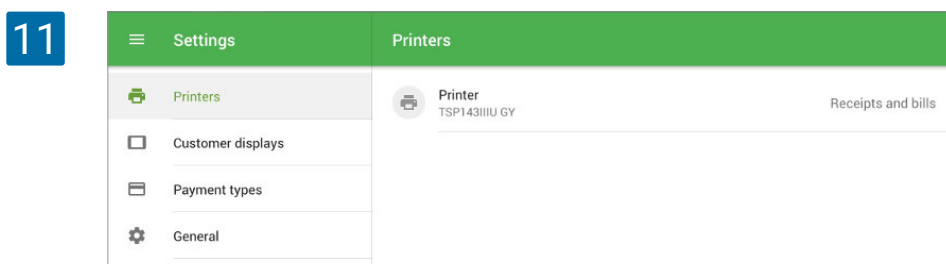 11
Settings
Printers
Printers
Printer
TSP143IIIU GY
Receipts and bills
Customer displays
Payment types
General